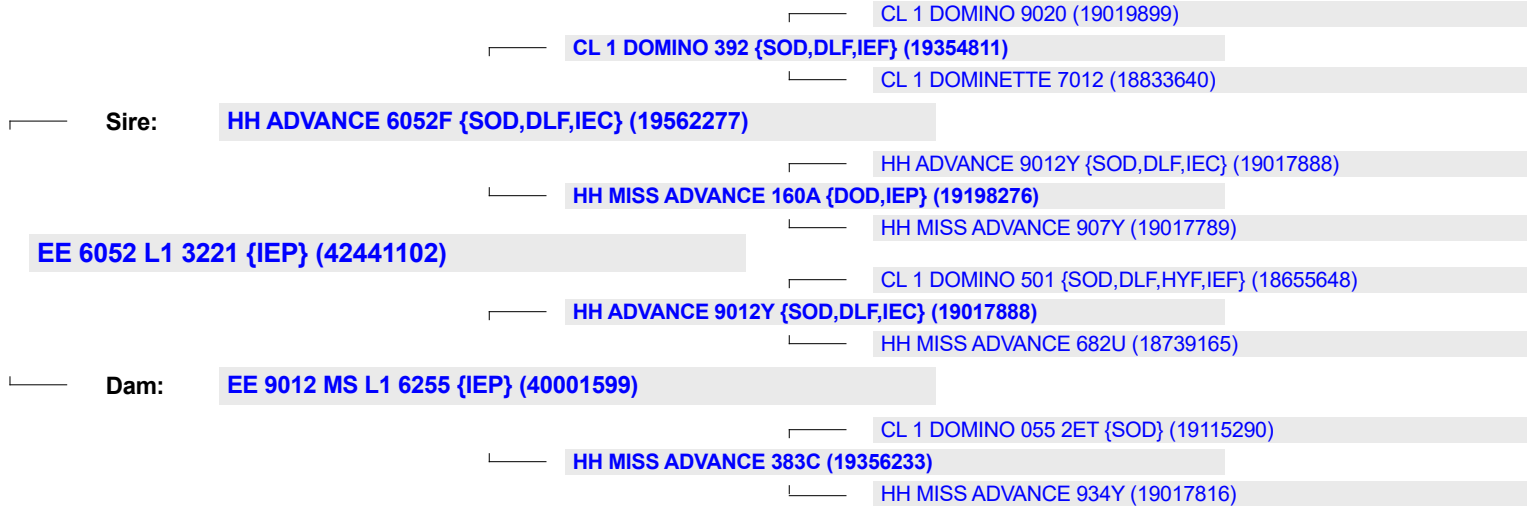 CL 1 DOMINO 9020 (19019899)
CL 1 DOMINO 392 {SOD,DLF,IEF} (19354811)
CL 1 DOMINETTE 7012 (18833640)
Sire: HH ADVANCE 6052F {SOD,DLF,IEC} (19562277)
HH ADVANCE 9012Y {SOD,DLF,IEC} (19017888)
HH MISS ADVANCE 160A {DOD,IEP} (19198276)
HH MISS ADVANCE 907Y (19017789)
EE 6052 L1 3221 {IEP} (42441102)
CL 1 DOMINO 501 {SOD,DLF,HYF,IEF} (18655648)
HH ADVANCE 9012Y {SOD,DLF,IEC} (19017888)
HH MISS ADVANCE 682U (18739165)
Dam: EE 9012 MS L1 6255 {IEP} (40001599)
CL 1 DOMINO 055 2ET {SOD} (19115290)
HH MISS ADVANCE 383C (19356233)
HH MISS ADVANCE 934Y (19017816)